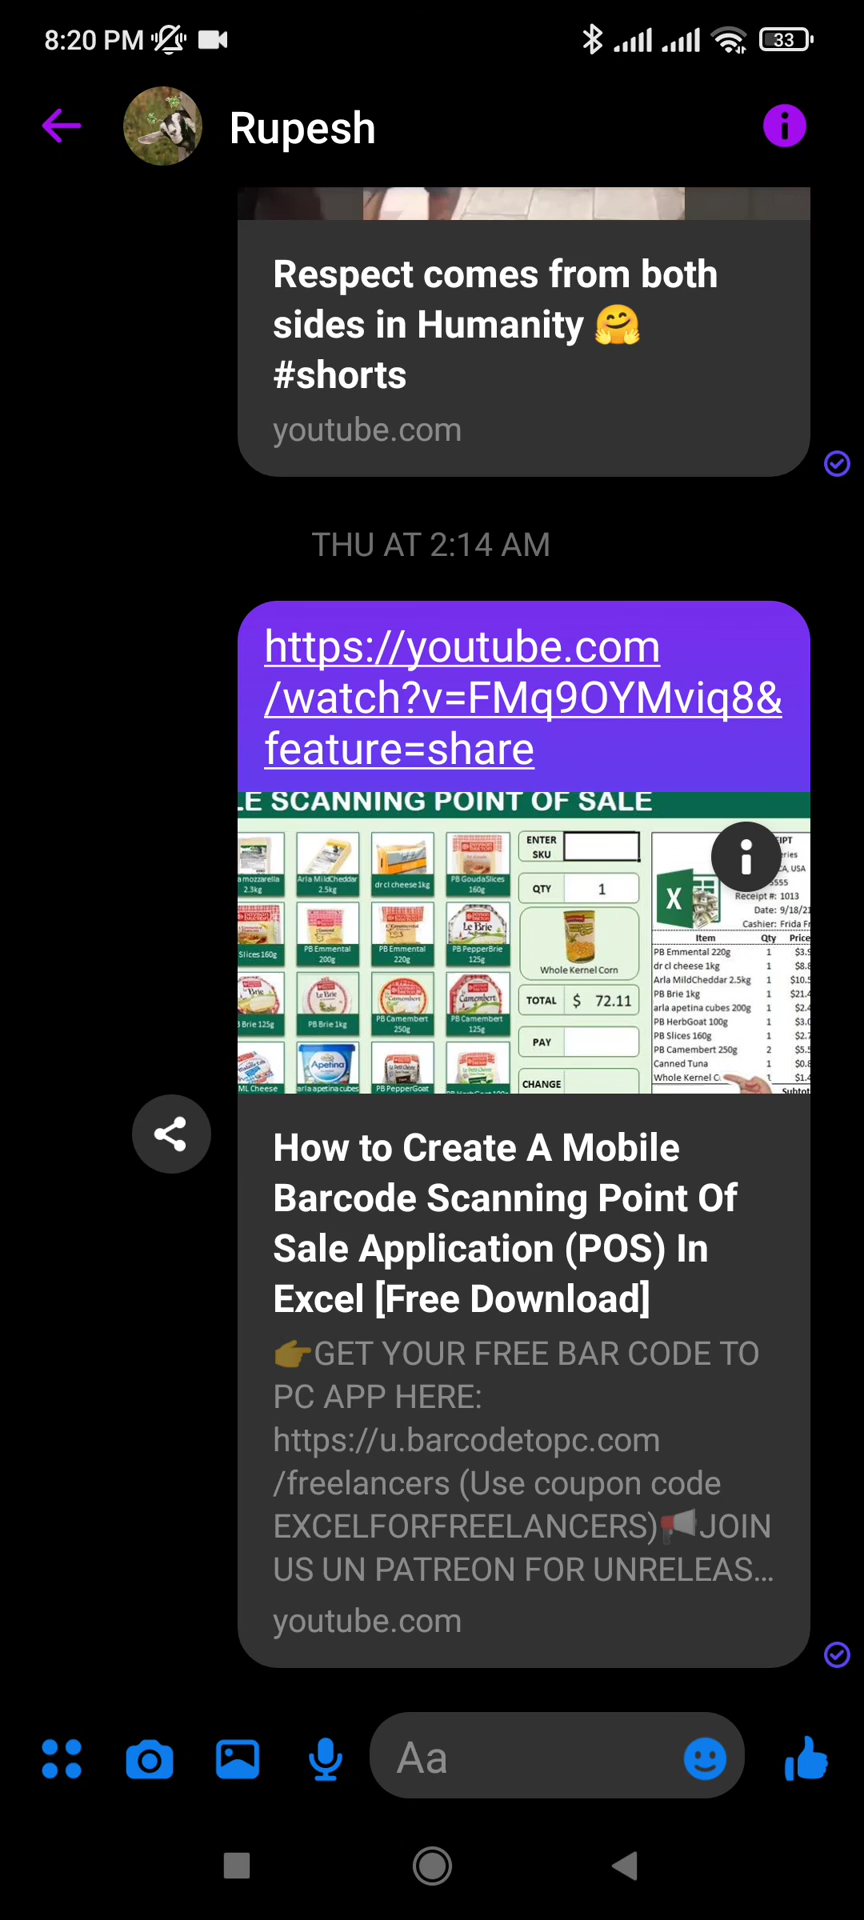 8:20 PM
33
Rupesh
Respect comes from both
sides in Humanity 🤗
#shorts
youtube.com
THU AT 2:14 AM
https://youtube.com
/watch?v=FMq9OYMviq8&
feature=share
LE SCANNING POINT OF SALE
mozzarella 2.3kg
Arla MildCheddar 2.5kg
dr cl cheese 1kg
PB GoudaSlices 160g
ENTER SKU
QTY 1
Receipt #: 1013
Date: 9/18/21
Cashier: Frida Fr
Item Qty Price
Slices 160g
PB Emmental 200g
PB Emmental 220g
PB PepperBrie 125g
Whole Kernel Corn
Brie 125g
PB Brie 1kg
PB Camembert 250g
PB Camembert 125g
TOTAL $ 72.11
PAY
CHANGE
ML Cheese
arla apetina cubes
PB PepperGoat
PB Emmental 220g 1 $3.9
dr cl cheese 1kg 1 $8.8
Arla MildCheddar 2.5kg 1 $10.5
PB Brie 1kg 1 $21.4
arla apetina cubes 200g 1 $2.4
PB HerbGoat 100g 1 $3.0
PB Slices 160g 1 $2.7
PB Camembert 250g 2 $5.5
Canned Tuna 1 $0.8
Whole Kernel C 1 $1.4
Subtot
How to Create A Mobile
Barcode Scanning Point Of
Sale Application (POS) In
Excel [Free Download]
👉GET YOUR FREE BAR CODE TO
PC APP HERE:
https://u.barcodetopc.com
/freelancers (Use coupon code
EXCELFORFREELANCERS)📢JOIN
US UN PATREON FOR UNRELEAS...
youtube.com
Aa